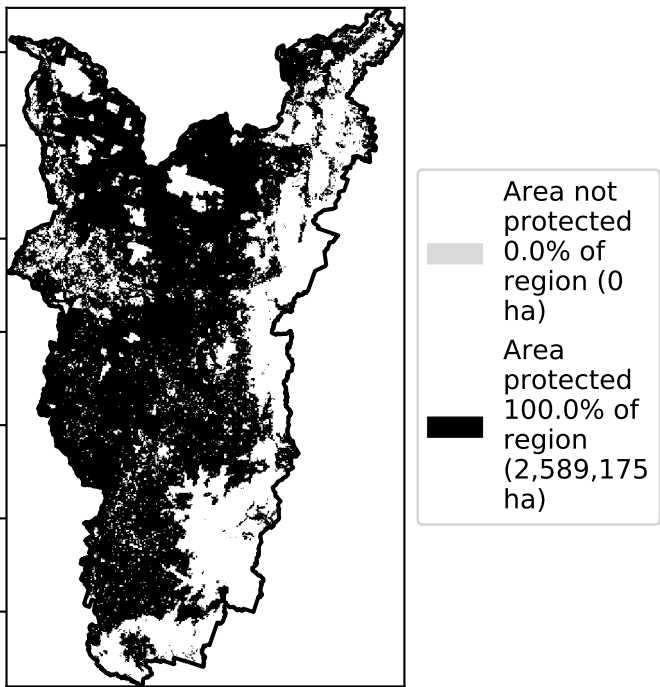 Area not
protected
0.0% of
region (0
ha)
Area
protected
100.0% of
region
(2,589,175
ha)